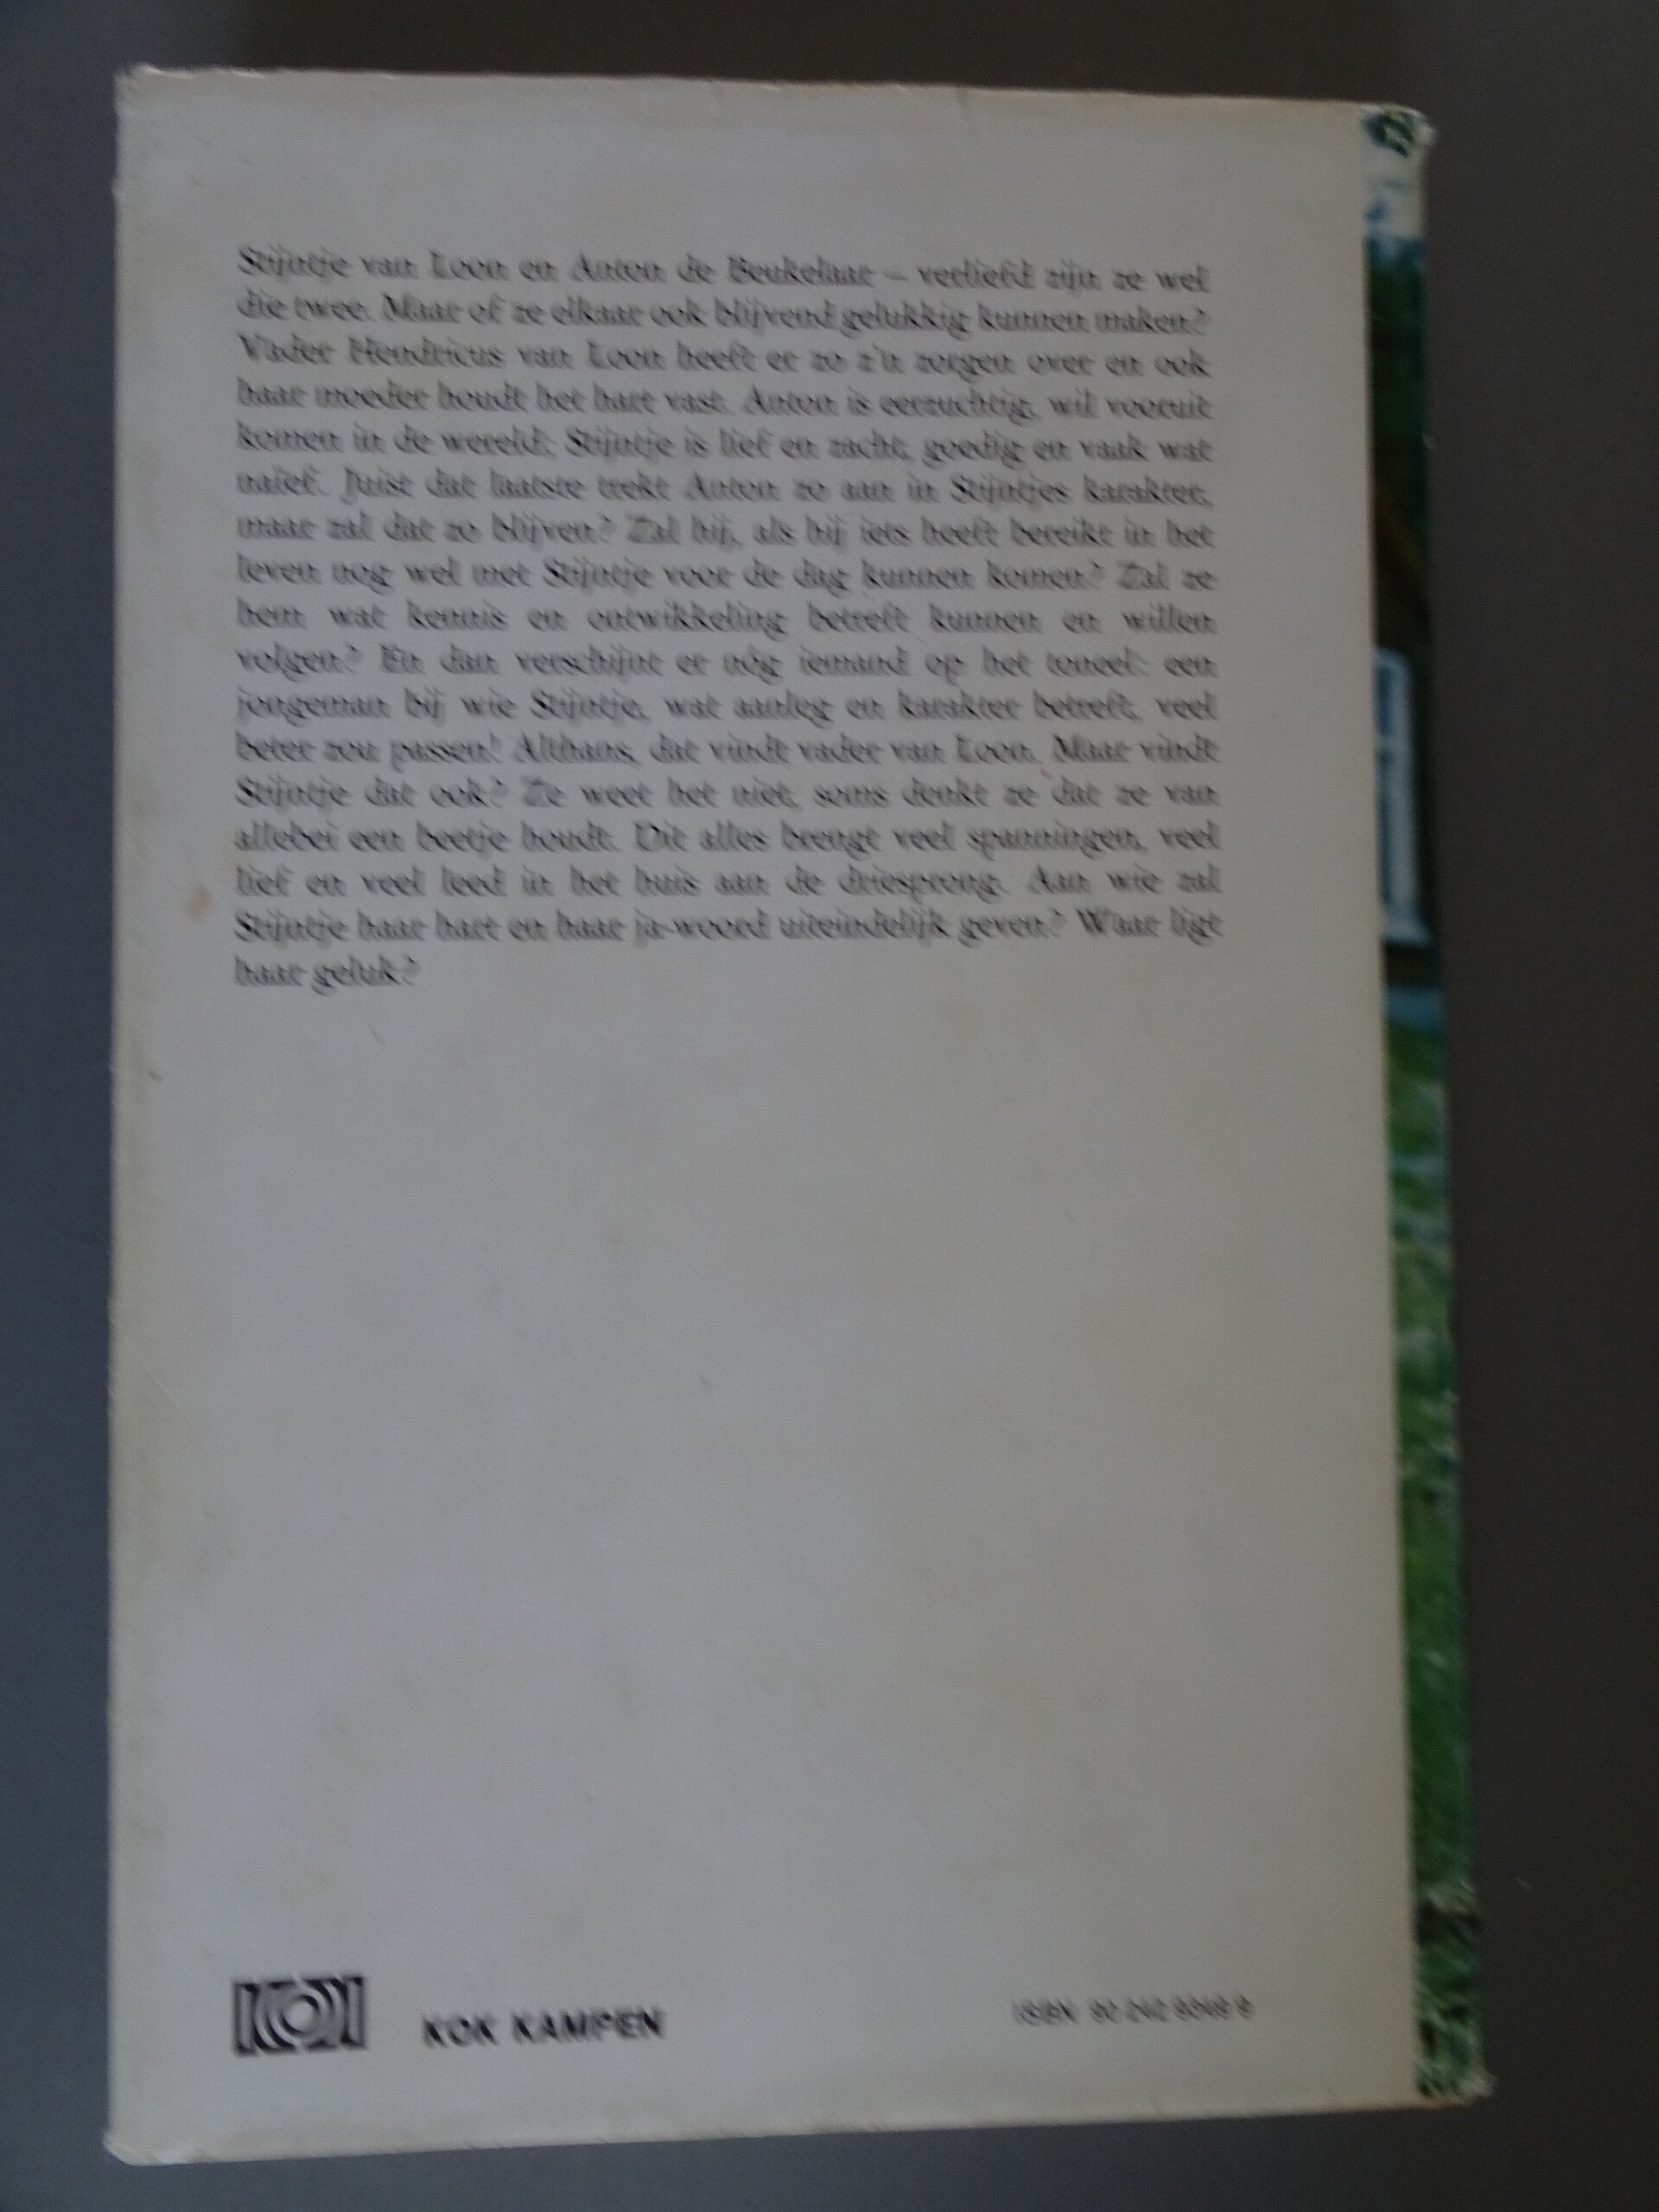 Stijntje van Loon en Anton de Beukelaar – verliefd zijn ze wel
die twee. Maar of ze elkaar ook blijvend gelukkig kunnen maken?
Vader Hendricus van Loon heeft er zo z'n zorgen over en ook
haar moeder houdt het hart vast. Anton is eerzuchtig, wil vooruit
komen in de wereld; Stijntje is lief en zacht, goedig en vaak wat
naïef. Juist dat laatste trekt Anton zo aan in Stijntjes karakter,
maar zal dat zo blijven? Zal hij, als hij iets heeft bereikt in het
leven nog wel met Stijntje voor de dag kunnen komen? Zal ze
hem wat kennis en ontwikkeling betreft kunnen en willen
volgen? En dan verschijnt er nóg iemand op het toneel: een
jongeman bij wie Stijntje, wat aanleg en karakter betreft, veel
beter zou passen! Althans, dat vindt vader van Loon. Maar vindt
Stijntje dat ook? Ze weet het niet, soms denkt ze dat ze van
allebei een beetje houdt. Dit alles brengt veel spanningen, veel
lief en veel leed in het huis aan de driesprong. Aan wie zal
Stijntje haar hart en haar ja-woord uiteindelijk geven? Waar ligt
haar geluk?
KOK KAMPEN
ISBN 90 242